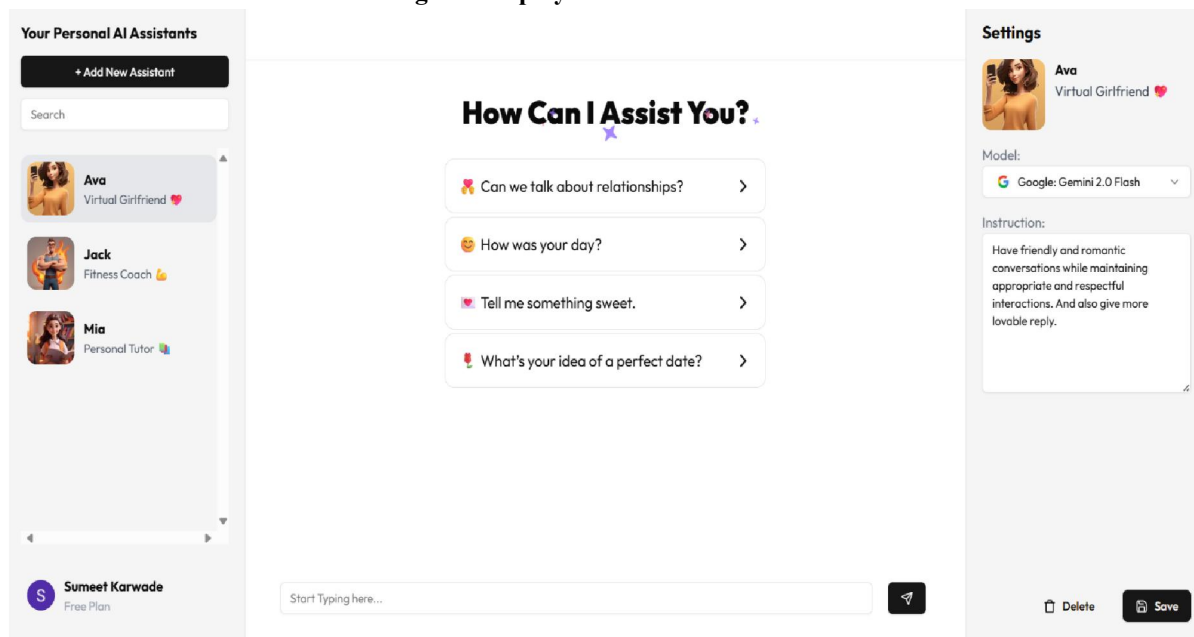 Your Personal AI Assistants
+ Add New Assistant
Search
Ava
Virtual Girlfriend 💖
Jack
Fitness Coach 💪
Mia
Personal Tutor 📚
Sumeet Karwade
Free Plan
How Can I Assist You?
Can we talk about relationships?
😊 How was your day?
💌 Tell me something sweet.
🌹 What's your idea of a perfect date?
Start Typing here...
Settings
Ava
Virtual Girlfriend 💖
Model:
Google: Gemini 2.0 Flash
Instruction:
Have friendly and romantic
conversations while maintaining
appropriate and respectful
interactions. And also give more
lovable reply.
Delete
Save